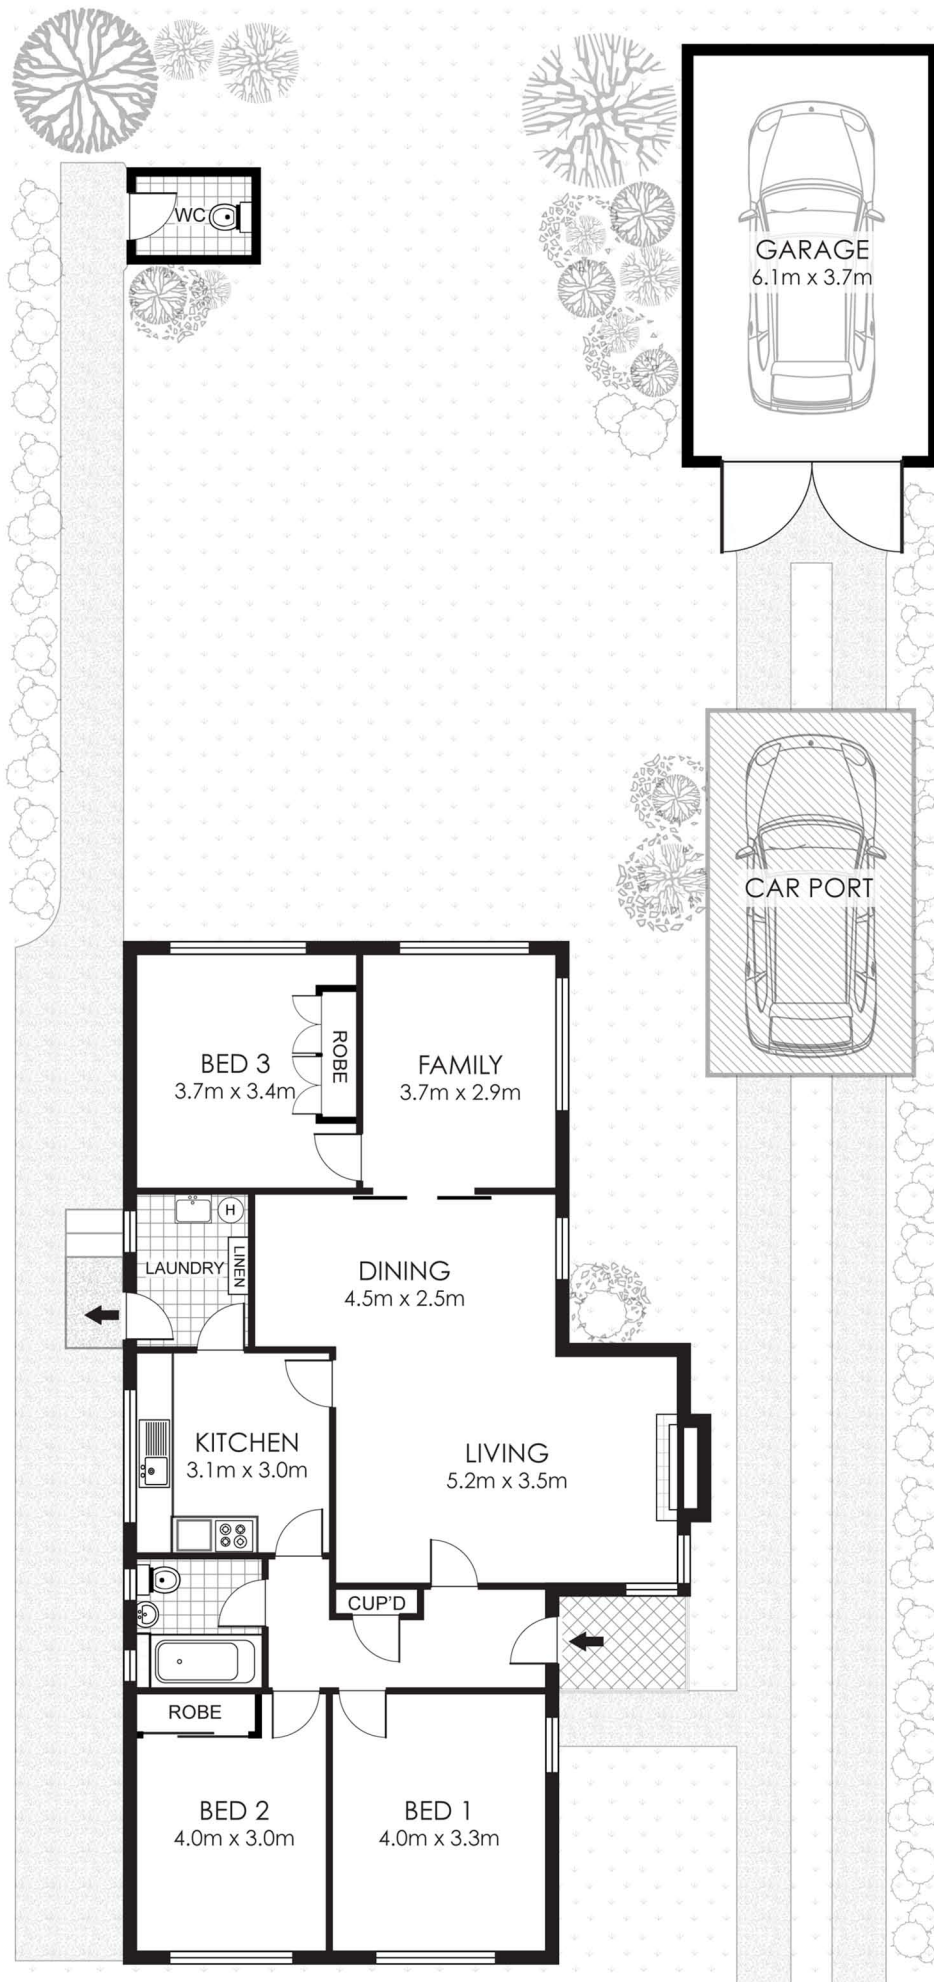 WC
GARAGE
6.1m x 3.7m
CAR PORT
BED 3
3.7m x 3.4m
ROBE
FAMILY
3.7m x 2.9m
H
LINEN
LAUNDRY
DINING
4.5m x 2.5m
KITCHEN
3.1m x 3.0m
LIVING
5.2m x 3.5m
CUP'D
ROBE
BED 2
4.0m x 3.0m
BED 1
4.0m x 3.3m